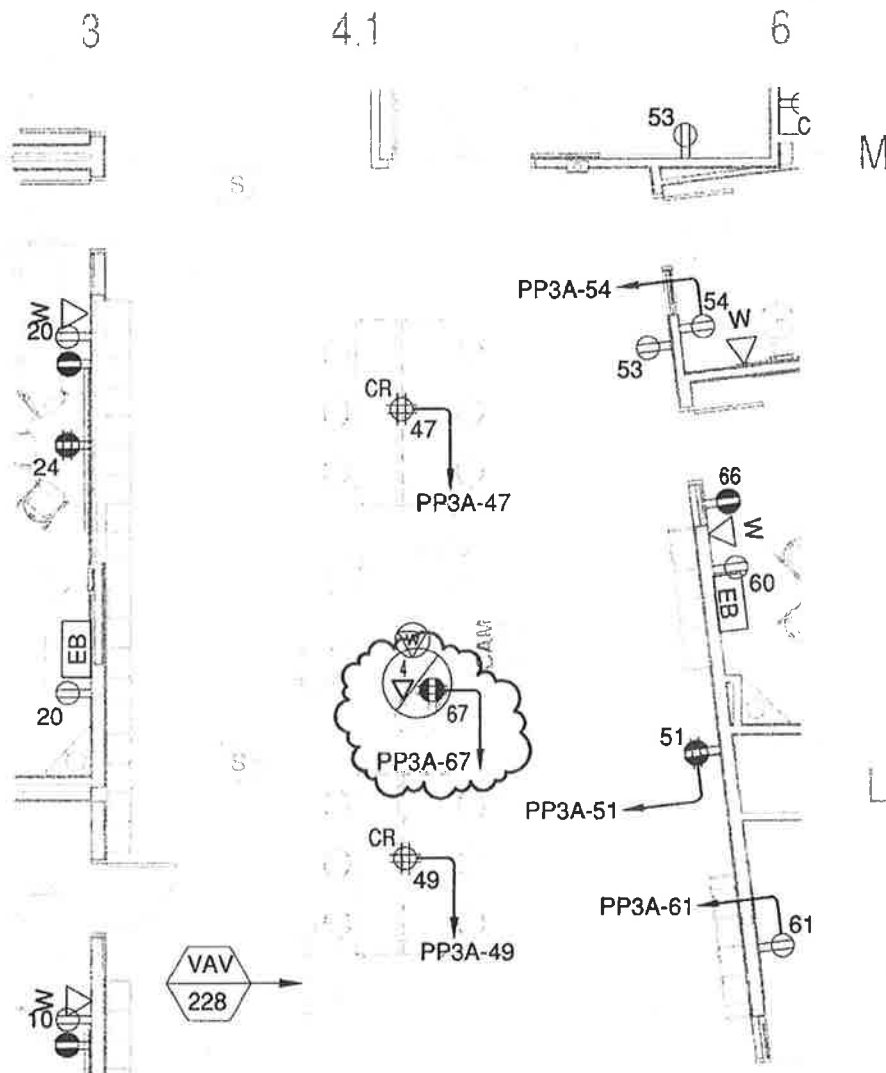 3
4.1
6
53
C
M
S
PP3A-54
54
W
53
W
20
CR
47
24
PP3A-47
66
W
60
EB
EB
W
4
CAM
67
20
PP3A-67
S
51
PP3A-51
L
CR
49
PP3A-61
61
PP3A-49
VAV
228
W
10